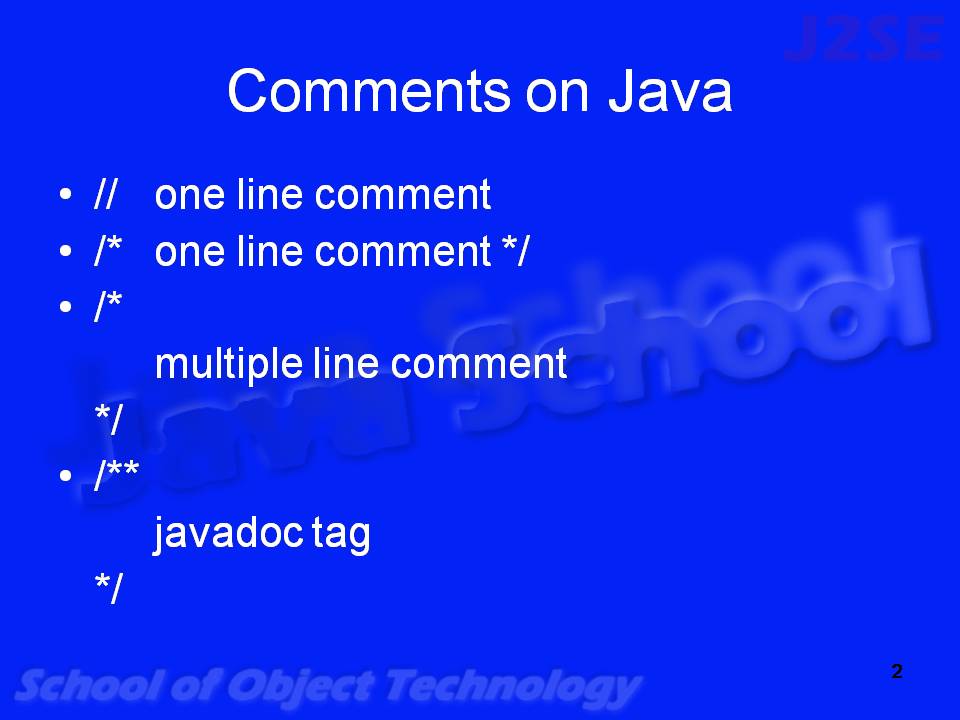 J2SE
Comments on Java
• // one line comment
• /* one line comment */
• /*
multiple line comment
*/
• /**
javadoc tag
*/
Java School
School of Object Technology
2